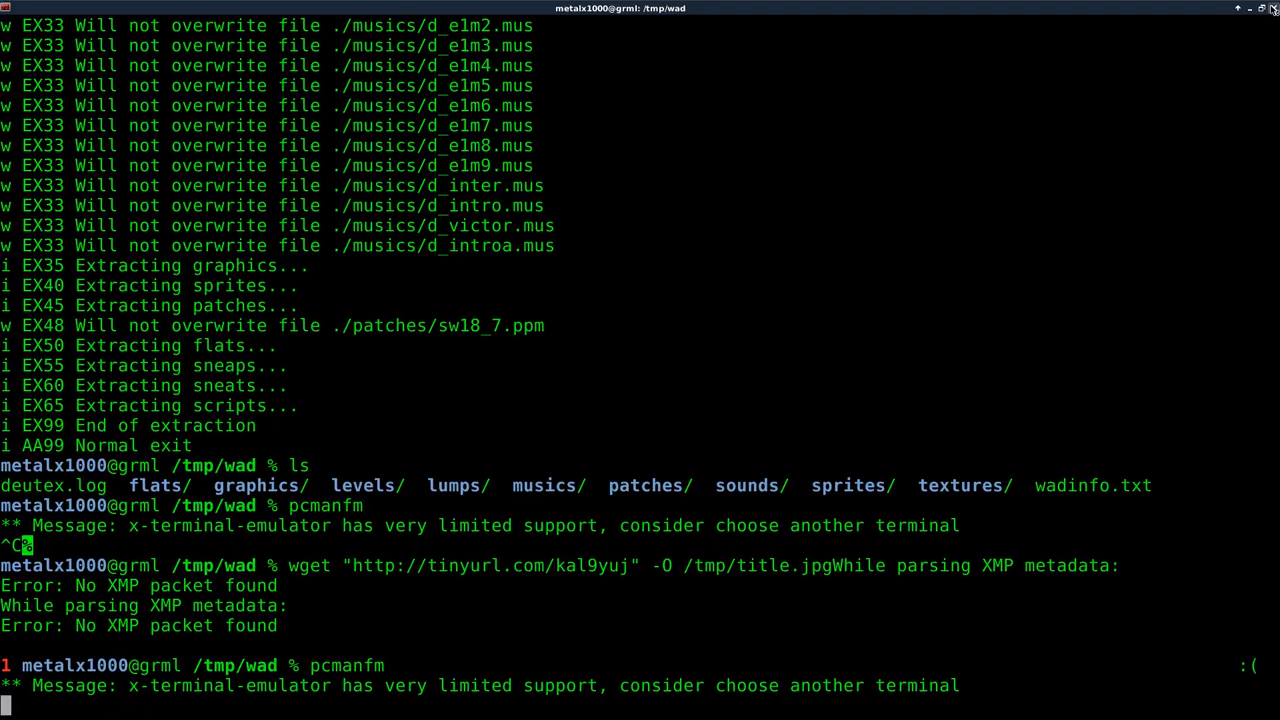 metalx1000@grml: /tmp/wad
w EX33 Will not overwrite file ./musics/d_e1m2.mus
w EX33 Will not overwrite file ./musics/d_e1m3.mus
w EX33 Will not overwrite file ./musics/d_e1m4.mus
w EX33 Will not overwrite file ./musics/d_e1m5.mus
w EX33 Will not overwrite file ./musics/d_e1m6.mus
w EX33 Will not overwrite file ./musics/d_e1m7.mus
w EX33 Will not overwrite file ./musics/d_e1m8.mus
w EX33 Will not overwrite file ./musics/d_e1m9.mus
w EX33 Will not overwrite file ./musics/d_inter.mus
w EX33 Will not overwrite file ./musics/d_intro.mus
w EX33 Will not overwrite file ./musics/d_victor.mus
w EX33 Will not overwrite file ./musics/d_introa.mus
i EX35 Extracting graphics...
i EX40 Extracting sprites...
i EX45 Extracting patches...
w EX48 Will not overwrite file ./patches/sw18_7.ppm
i EX50 Extracting flats...
i EX55 Extracting sneaps...
i EX60 Extracting sneats...
i EX65 Extracting scripts...
i EX99 End of extraction
i AA99 Normal exit
metalx1000@grml /tmp/wad % ls
deutex.log  flats/  graphics/  levels/  lumps/  musics/  patches/  sounds/  sprites/  textures/  wadinfo.txt
metalx1000@grml /tmp/wad % pcmanfm
** Message: x-terminal-emulator has very limited support, consider choose another terminal
^C%
metalx1000@grml /tmp/wad % wget "http://tinyurl.com/kal9yuj" -O /tmp/title.jpgWhile parsing XMP metadata:
Error: No XMP packet found
While parsing XMP metadata:
Error: No XMP packet found
1 metalx1000@grml /tmp/wad % pcmanfm :(
** Message: x-terminal-emulator has very limited support, consider choose another terminal